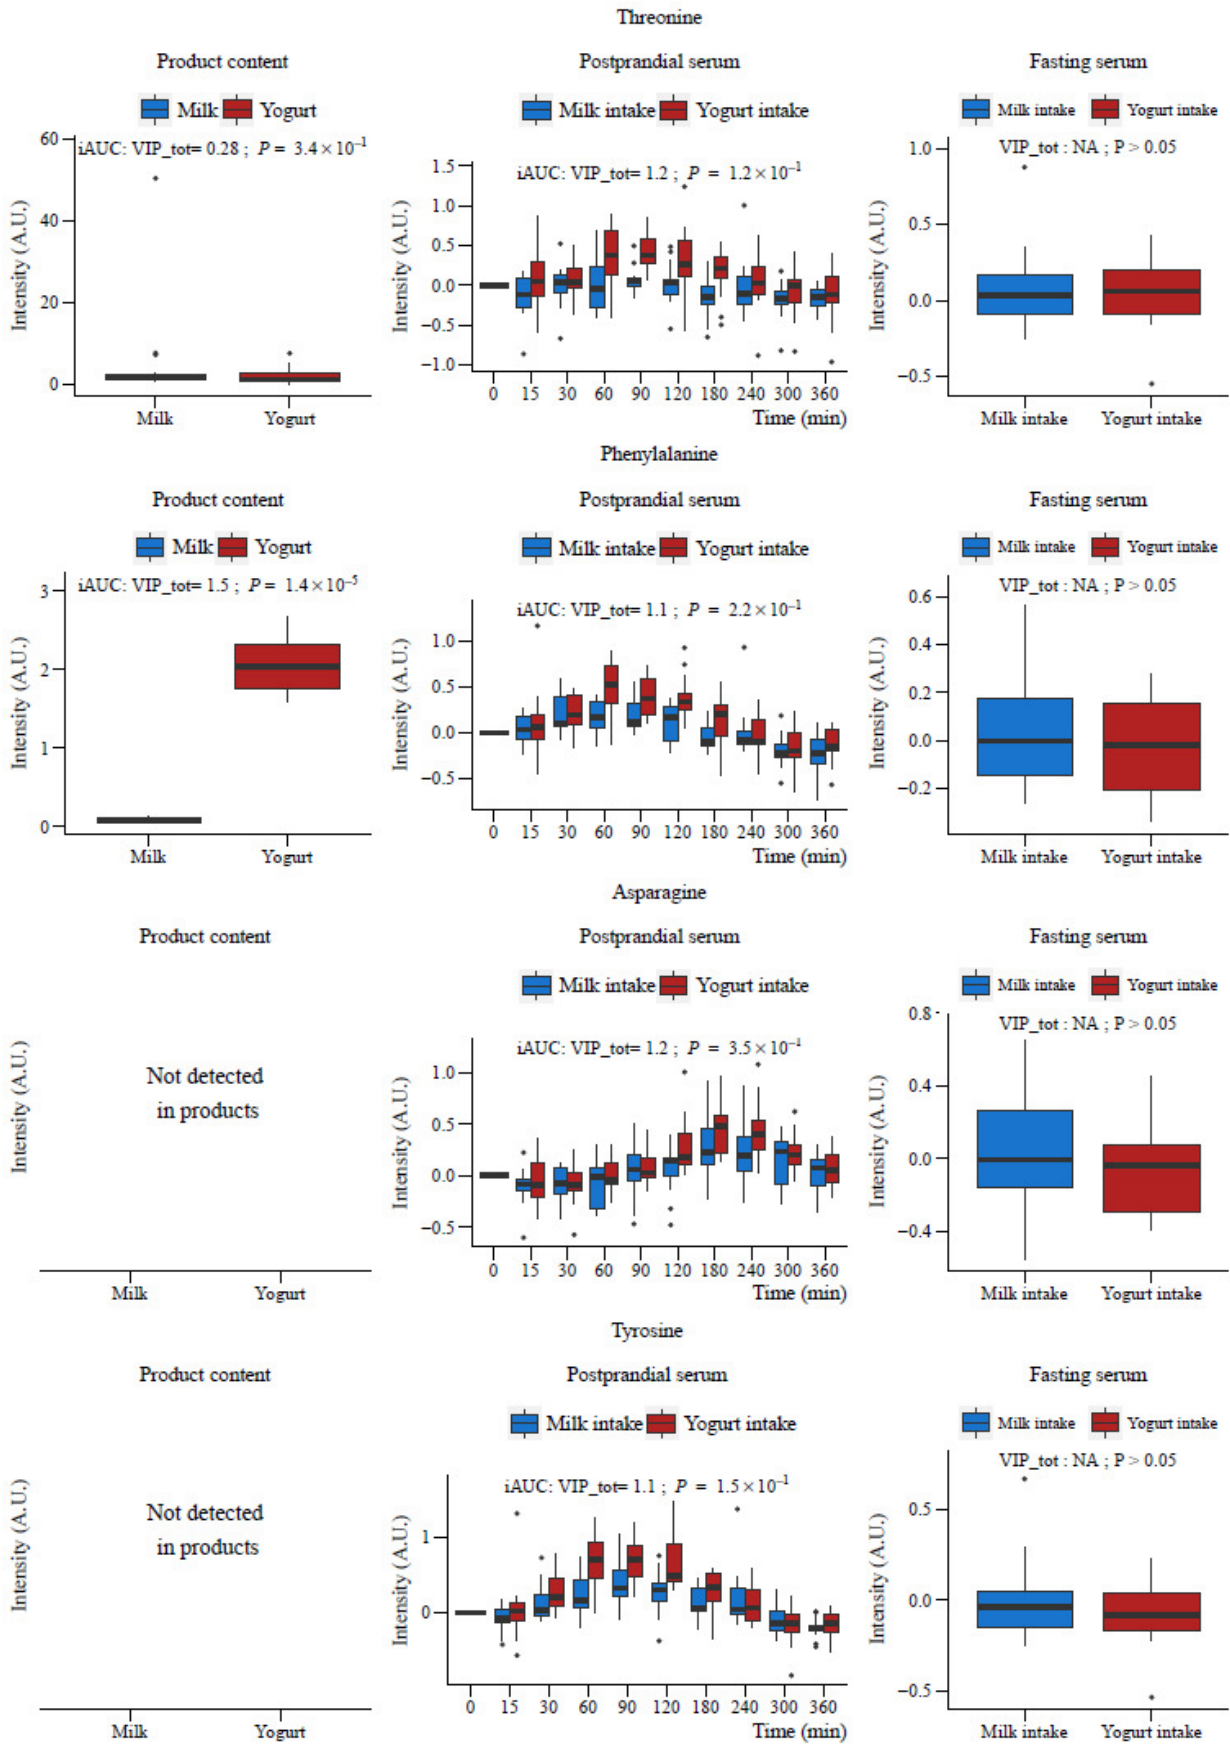 Threonine
Product content
Milk Yogurt
iAUC: VIP_tot= 0.28 ; P = 3.4×10⁻¹
Intensity (A.U.)
60
40
20
0
Milk Yogurt
Postprandial serum
Milk intake Yogurt intake
iAUC: VIP_tot= 1.2 ; P = 1.2×10⁻¹
Intensity (A.U.)
1.5
1.0
0.5
0.0
−0.5
−1.0
0 15 30 60 90 120 180 240 300 360
Time (min)
Fasting serum
Milk intake Yogurt intake
VIP_tot : NA ; P > 0.05
Intensity (A.U.)
1.0
0.5
0.0
−0.5
Milk intake Yogurt intake
Phenylalanine
Product content
Milk Yogurt
iAUC: VIP_tot= 1.5 ; P = 1.4×10⁻⁵
Intensity (A.U.)
3
2
1
0
Milk Yogurt
Postprandial serum
Milk intake Yogurt intake
iAUC: VIP_tot= 1.1 ; P = 2.2×10⁻¹
Intensity (A.U.)
1.0
0.5
0.0
−0.5
0 15 30 60 90 120 180 240 300 360
Time (min)
Fasting serum
Milk intake Yogurt intake
VIP_tot : NA ; P > 0.05
Intensity (A.U.)
0.6
0.2
0.0
−0.2
Milk intake Yogurt intake
Asparagine
Product content
Intensity (A.U.)
Not detected
in products
Milk Yogurt
Postprandial serum
Milk intake Yogurt intake
iAUC: VIP_tot= 1.2 ; P = 3.5×10⁻¹
Intensity (A.U.)
1.0
0.5
0.0
−0.5
0 15 30 60 90 120 180 240 300 360
Time (min)
Fasting serum
Milk intake Yogurt intake
VIP_tot : NA ; P > 0.05
Intensity (A.U.)
0.8
0.4
0.0
−0.4
Milk intake Yogurt intake
Tyrosine
Product content
Intensity (A.U.)
Not detected
in products
Milk Yogurt
Postprandial serum
Milk intake Yogurt intake
iAUC: VIP_tot= 1.1 ; P = 1.5×10⁻¹
Intensity (A.U.)
1
0
0 15 30 60 90 120 180 240 300 360
Time (min)
Fasting serum
Milk intake Yogurt intake
VIP_tot : NA ; P > 0.05
Intensity (A.U.)
0.5
0.0
−0.5
Milk intake Yogurt intake